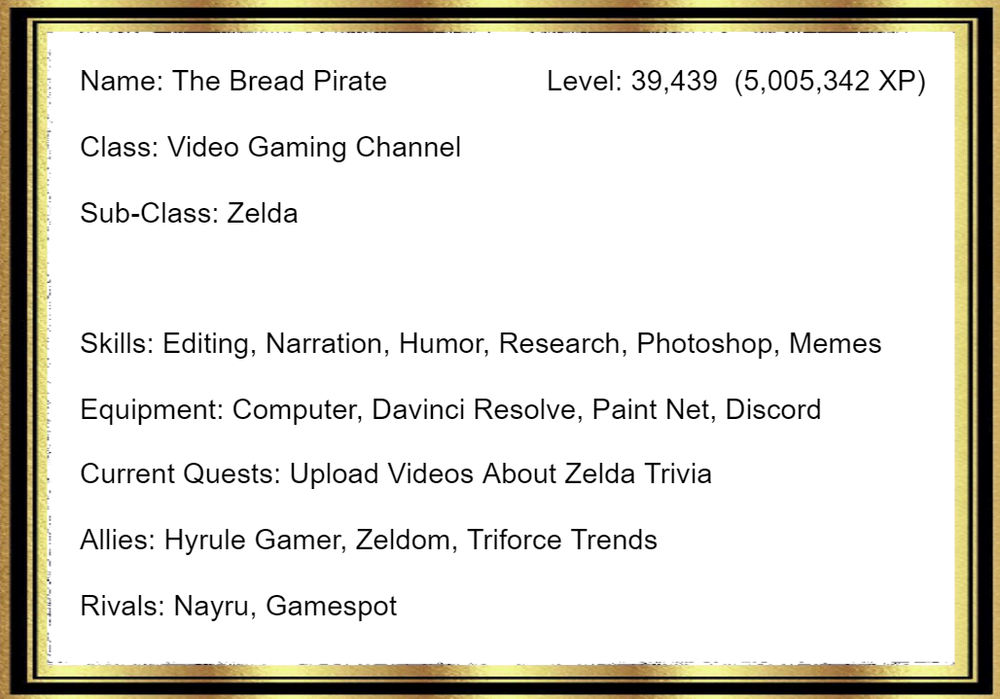 Name: The Bread Pirate Level: 39,439 (5,005,342 XP)
Class: Video Gaming Channel
Sub-Class: Zelda
Skills: Editing, Narration, Humor, Research, Photoshop, Memes
Equipment: Computer, Davinci Resolve, Paint Net, Discord
Current Quests: Upload Videos About Zelda Trivia
Allies: Hyrule Gamer, Zeldom, Triforce Trends
Rivals: Nayru, Gamespot